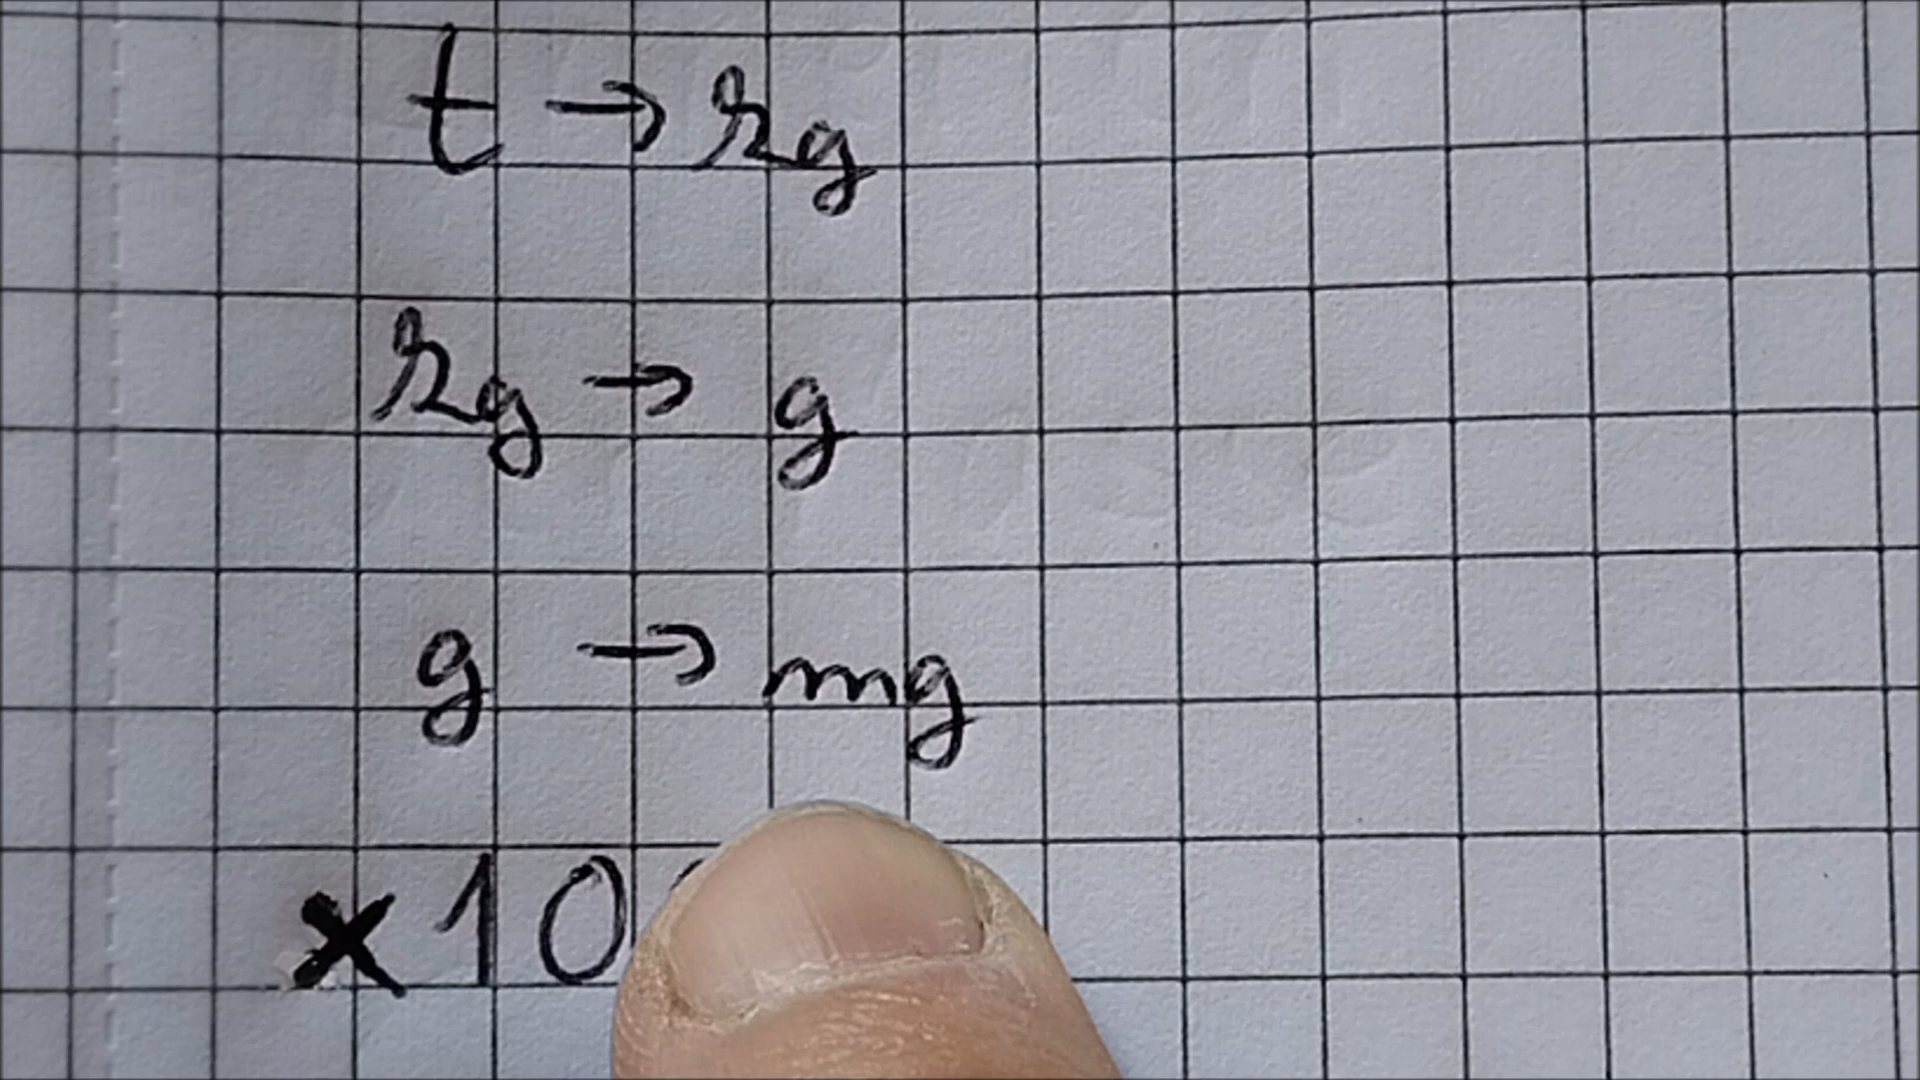 t → kg
kg → g
g → mg
×10